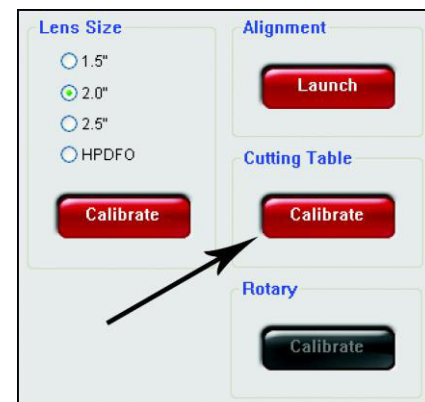 Lens Size
1.5"
2.0"
2.5"
HPDFO
Calibrate
Alignment
Launch
Cutting Table
Calibrate
Rotary
Calibrate